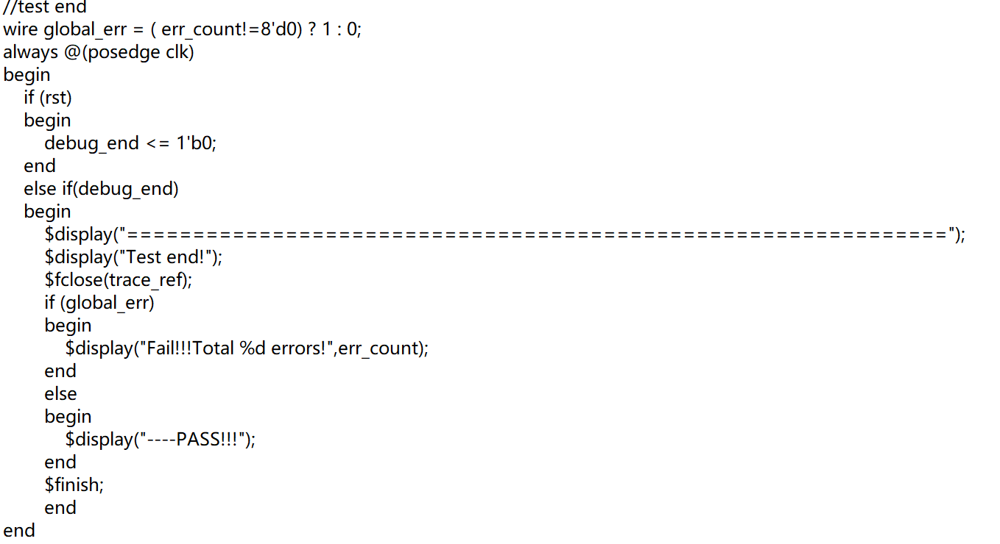 //test end
wire global_err = ( err_count!=8'd0) ? 1 : 0;
always @(posedge clk)
begin
if (rst)
begin
debug_end <= 1'b0;
end
else if(debug_end)
begin
$display("==============================================================");
$display("Test end!");
$fclose(trace_ref);
if (global_err)
begin
$display("Fail!!!Total %d errors!",err_count);
end
else
begin
$display("----PASS!!!");
end
$finish;
end
end